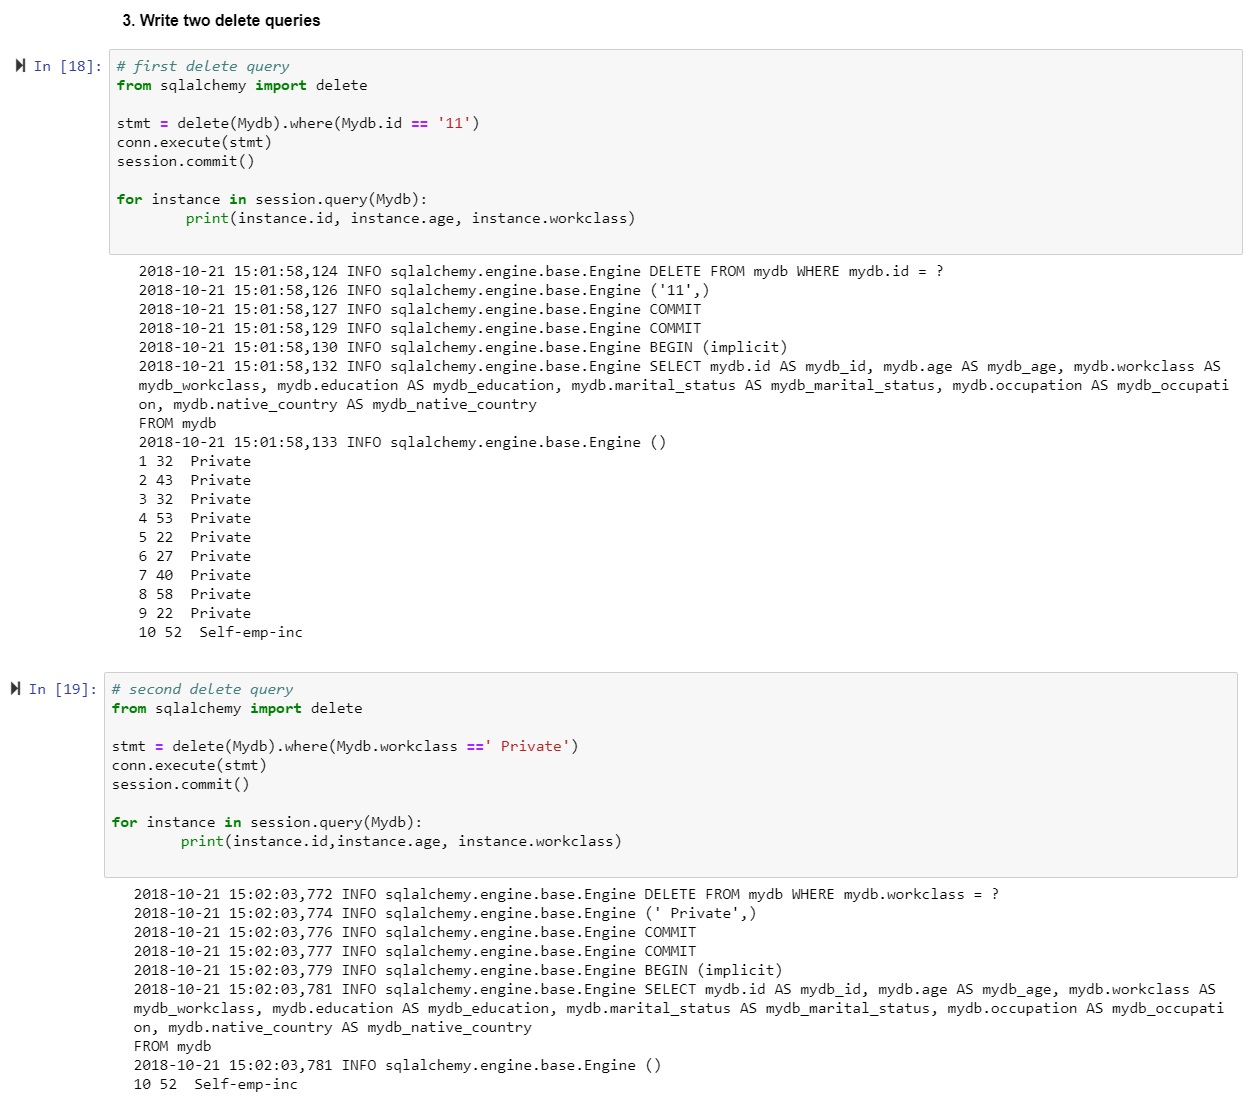 3. Write two delete queries
In [18]:
# first delete query
from sqlalchemy import delete
stmt = delete(Mydb).where(Mydb.id == '11')
conn.execute(stmt)
session.commit()
for instance in session.query(Mydb):
        print(instance.id, instance.age, instance.workclass)
2018-10-21 15:01:58,124 INFO sqlalchemy.engine.base.Engine DELETE FROM mydb WHERE mydb.id = ?
2018-10-21 15:01:58,126 INFO sqlalchemy.engine.base.Engine ('11',)
2018-10-21 15:01:58,127 INFO sqlalchemy.engine.base.Engine COMMIT
2018-10-21 15:01:58,129 INFO sqlalchemy.engine.base.Engine COMMIT
2018-10-21 15:01:58,130 INFO sqlalchemy.engine.base.Engine BEGIN (implicit)
2018-10-21 15:01:58,132 INFO sqlalchemy.engine.base.Engine SELECT mydb.id AS mydb_id, mydb.age AS mydb_age, mydb.workclass AS
mydb_workclass, mydb.education AS mydb_education, mydb.marital_status AS mydb_marital_status, mydb.occupation AS mydb_occupati
on, mydb.native_country AS mydb_native_country
FROM mydb
2018-10-21 15:01:58,133 INFO sqlalchemy.engine.base.Engine ()
1 32  Private
2 43  Private
3 32  Private
4 53  Private
5 22  Private
6 27  Private
7 40  Private
8 58  Private
9 22  Private
10 52  Self-emp-inc
In [19]:
# second delete query
from sqlalchemy import delete
stmt = delete(Mydb).where(Mydb.workclass ==' Private')
conn.execute(stmt)
session.commit()
for instance in session.query(Mydb):
        print(instance.id,instance.age, instance.workclass)
2018-10-21 15:02:03,772 INFO sqlalchemy.engine.base.Engine DELETE FROM mydb WHERE mydb.workclass = ?
2018-10-21 15:02:03,774 INFO sqlalchemy.engine.base.Engine (' Private',)
2018-10-21 15:02:03,776 INFO sqlalchemy.engine.base.Engine COMMIT
2018-10-21 15:02:03,777 INFO sqlalchemy.engine.base.Engine COMMIT
2018-10-21 15:02:03,779 INFO sqlalchemy.engine.base.Engine BEGIN (implicit)
2018-10-21 15:02:03,781 INFO sqlalchemy.engine.base.Engine SELECT mydb.id AS mydb_id, mydb.age AS mydb_age, mydb.workclass AS
mydb_workclass, mydb.education AS mydb_education, mydb.marital_status AS mydb_marital_status, mydb.occupation AS mydb_occupati
on, mydb.native_country AS mydb_native_country
FROM mydb
2018-10-21 15:02:03,781 INFO sqlalchemy.engine.base.Engine ()
10 52  Self-emp-inc